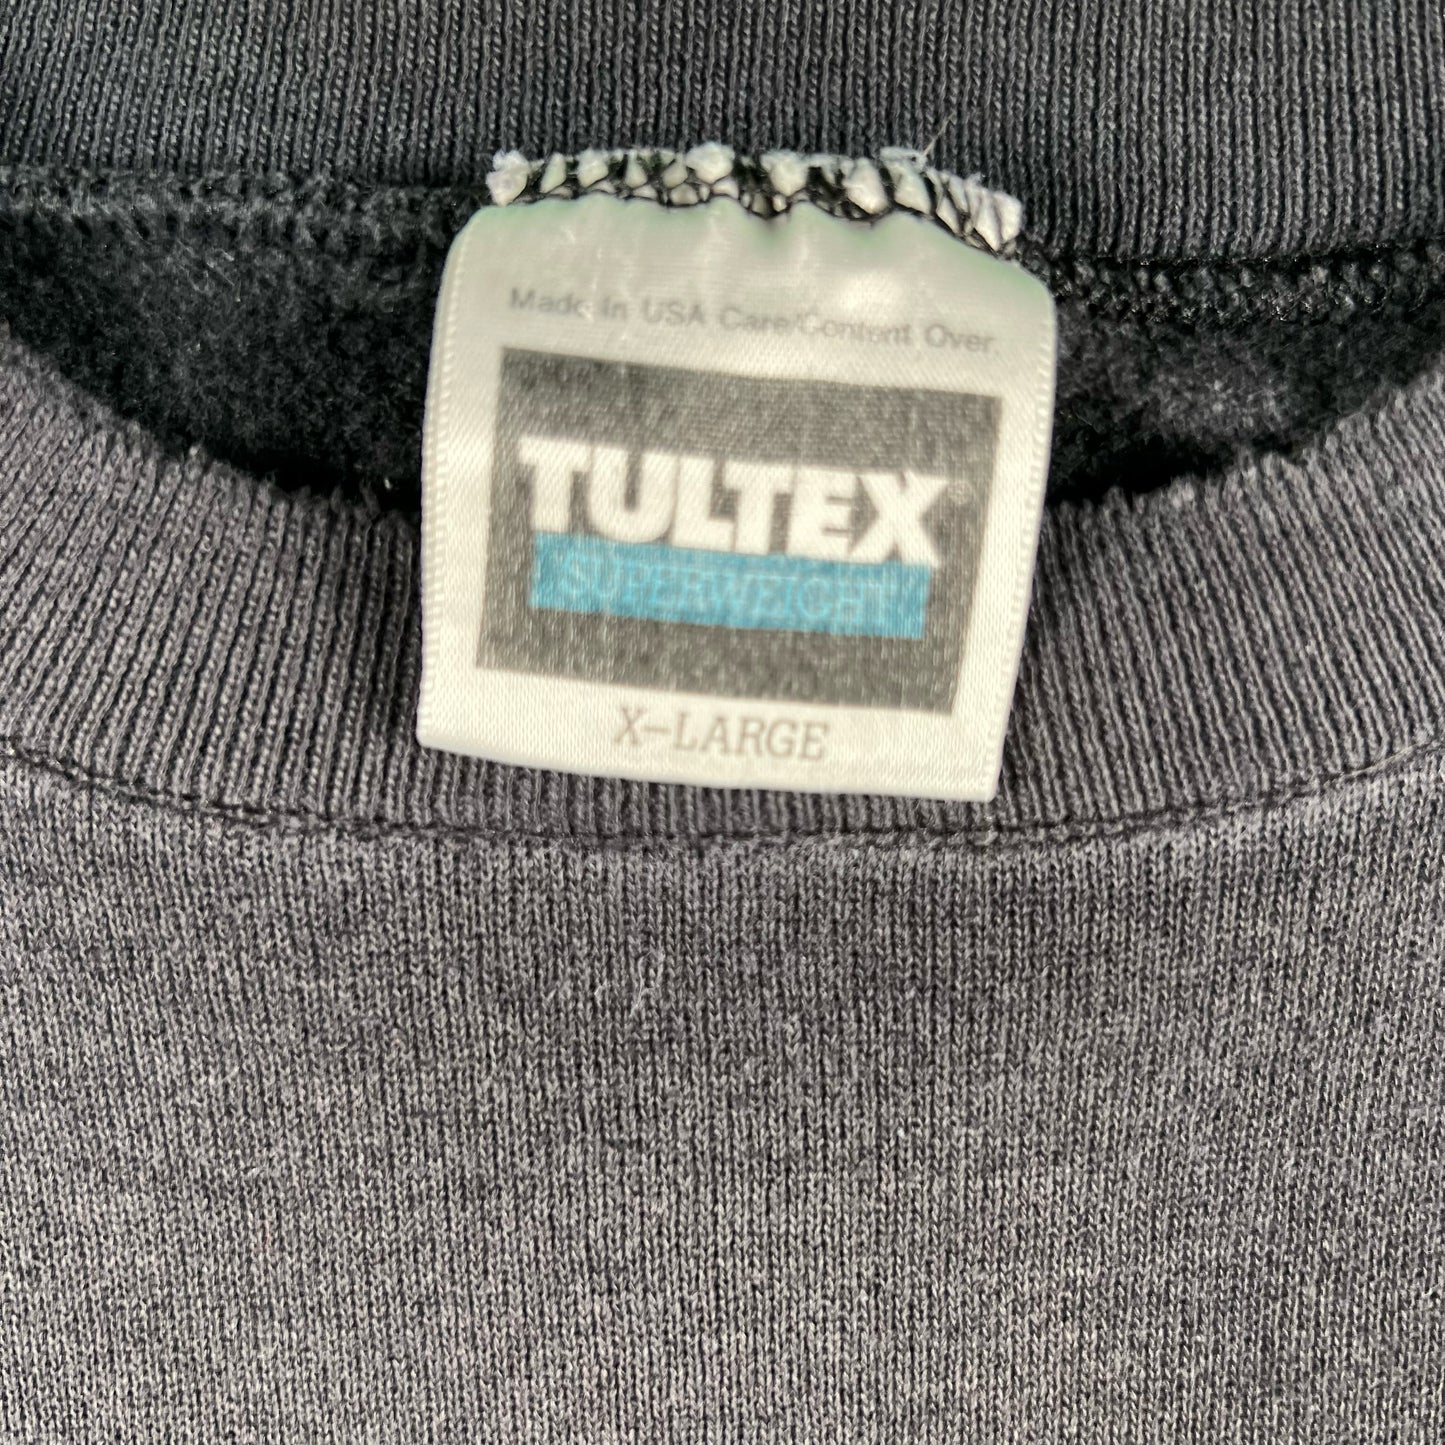 Made in USA Care/Content Over.
TULTEX®
SUPERWEIGHT
X-LARGE